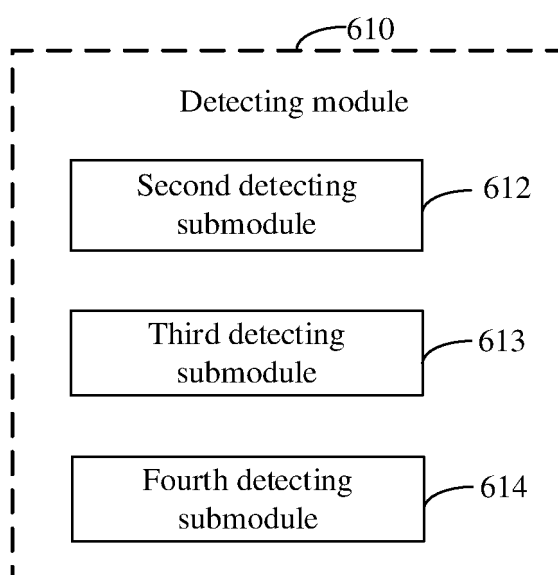 610
Detecting module
Second detecting
submodule
612
Third detecting
submodule
613
Fourth detecting
submodule
614